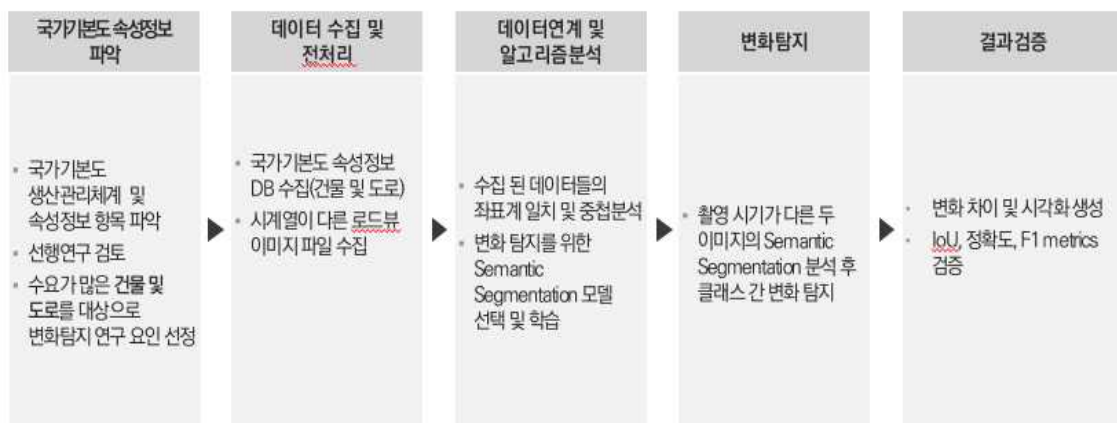 국가기본도 속성정보
파악
• 국가기본도
생산관리체계 및
속성정보 항목 파악
• 선행연구 검토
• 수요가 많은 건물 및
도로를 대상으로
변화탐지 연구 요인 선정
데이터 수집 및
전처리
• 국가기본도 속성정보
DB 수집(건물 및 도로)
• 시계열이 다른 로드뷰
이미지 파일 수집
데이터연계 및
알고리즘분석
• 수집 된 데이터들의
좌표계 일치 및 중첩분석
• 변화 탐지를 위한
Semantic
Segmentation 모델
선택 및 학습
변화탐지
• 촬영 시기가 다른 두
이미지의 Semantic
Segmentation 분석 후
클래스 간 변화 탐지
결과검증
• 변화 차이 및 시각화 생성
• IoU, 정확도, F1 metrics
검증